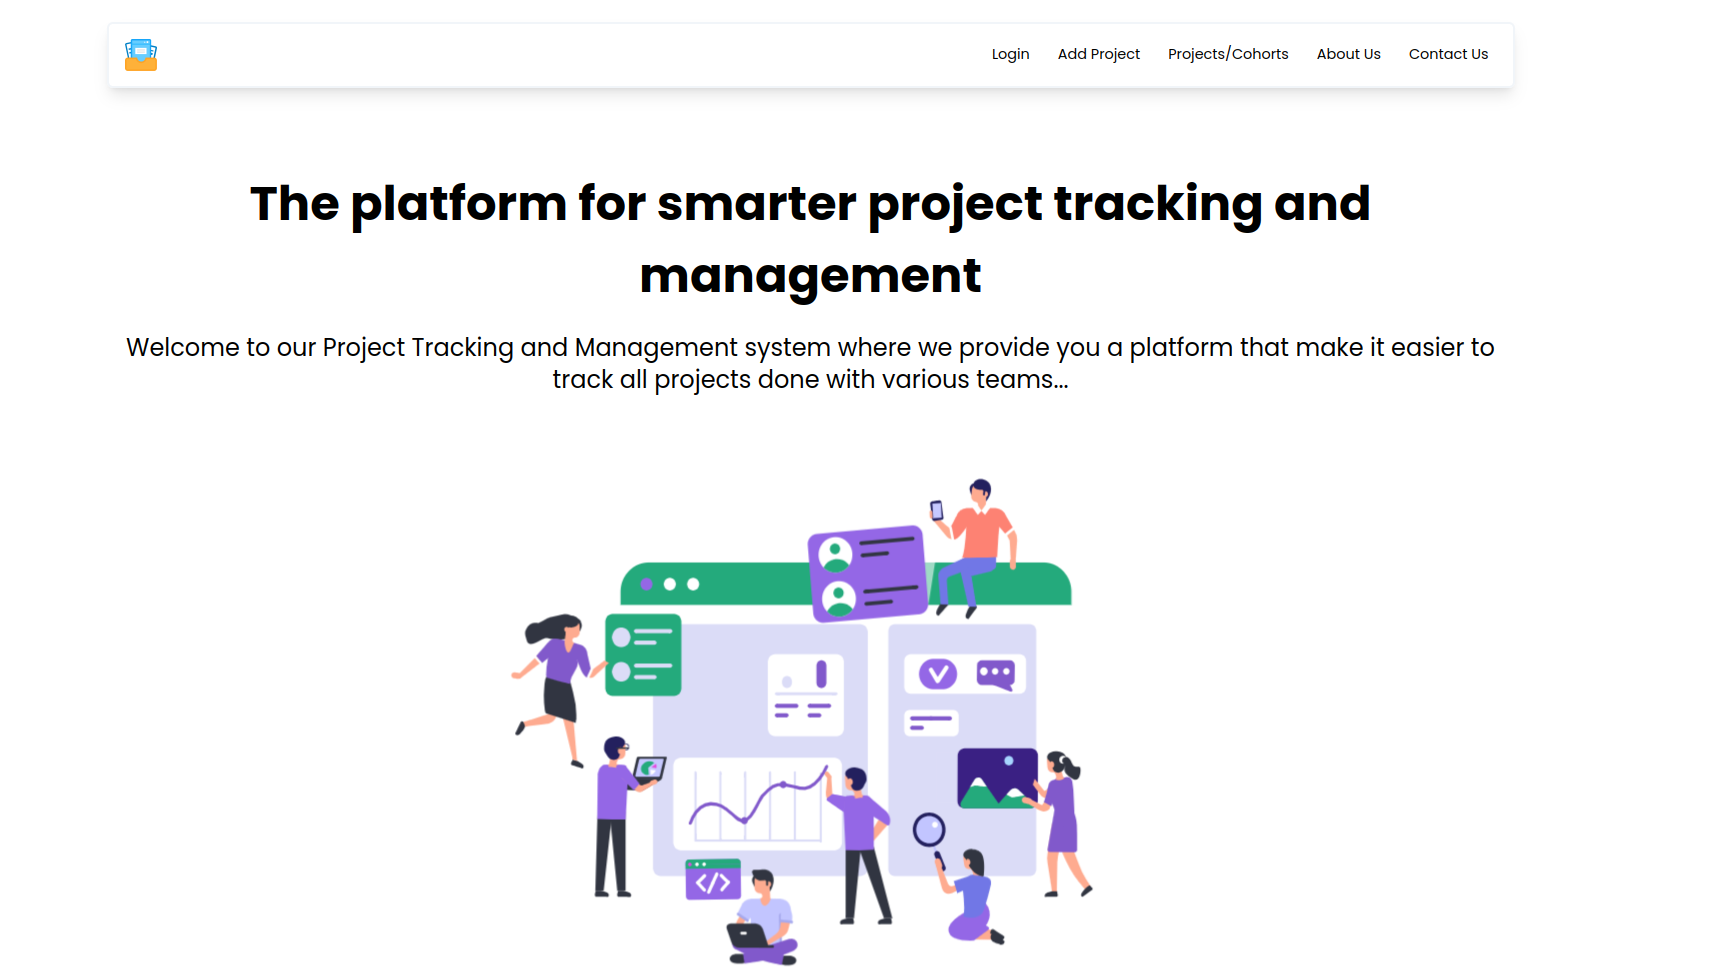 Login Add Project Projects/Cohorts About Us Contact Us
The platform for smarter project tracking and
management
Welcome to our Project Tracking and Management system where we provide you a platform that make it easier to
track all projects done with various teams...
</>